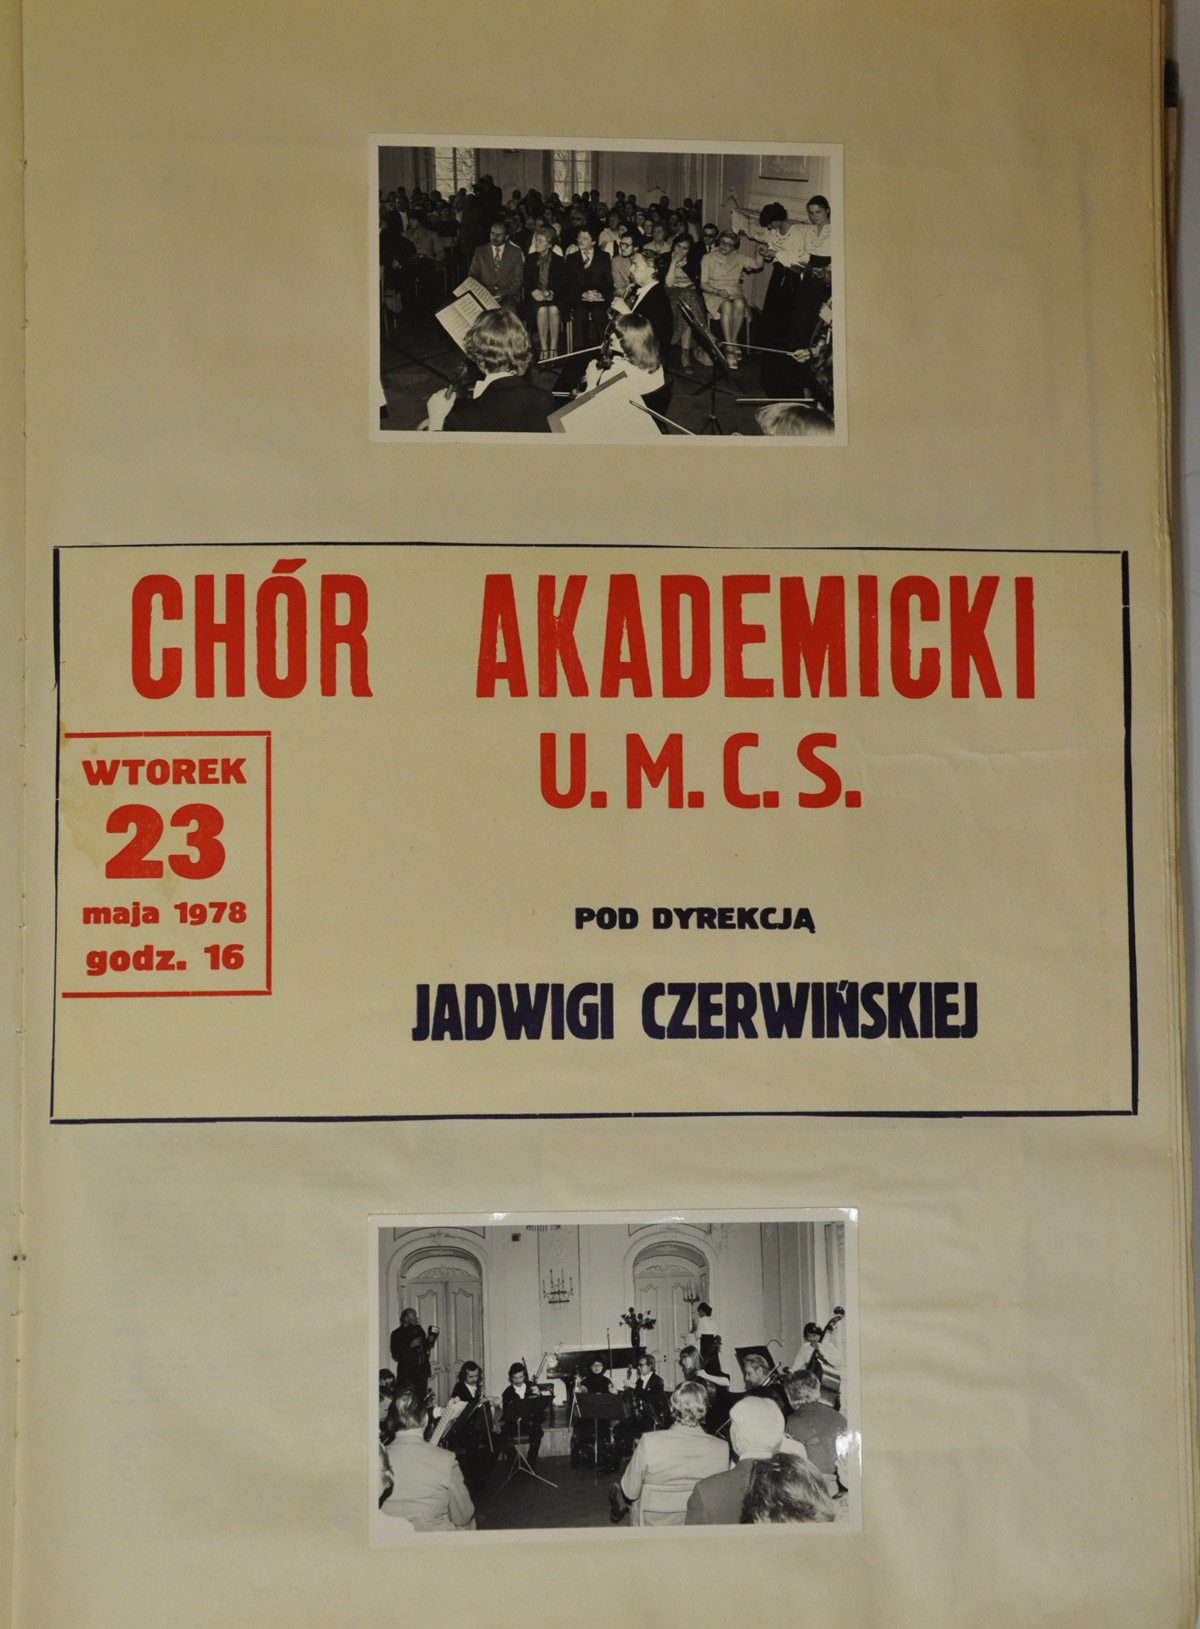 CHÓR AKADEMICKI
U.M.C.S.
WTOREK
23
maja 1978
godz. 16
POD DYREKCJĄ
JADWIGI CZERWIŃSKIEJ